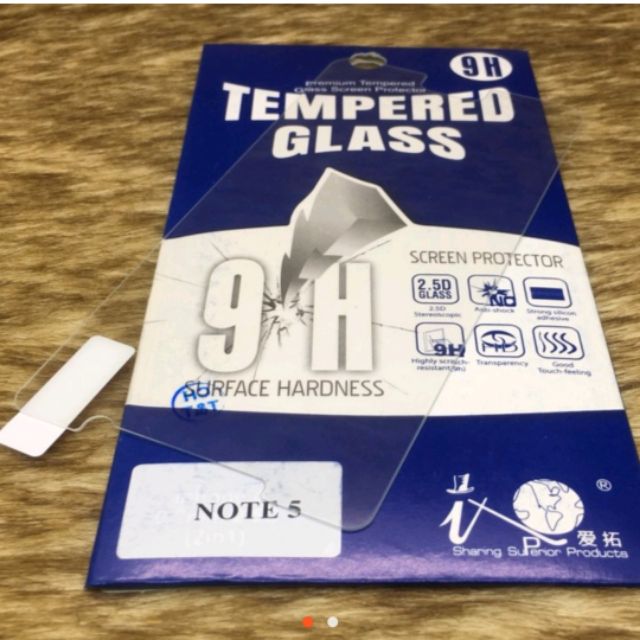 9H
Premium Tempered
Glass Screen Protector
TEMPERED
GLASS
SCREEN PROTECTOR
2.5D
GLASS
NO
2.5D
Stereoscopic
Anti-shock
Strong silicon
adhesive
9H
Highly scratch-
resistant(9H)
Transparency
Good
Touch-feeling
9H
SURFACE HARDNESS
NOTE 5
(2in1)
®
爱拓
Sharing Superior Products